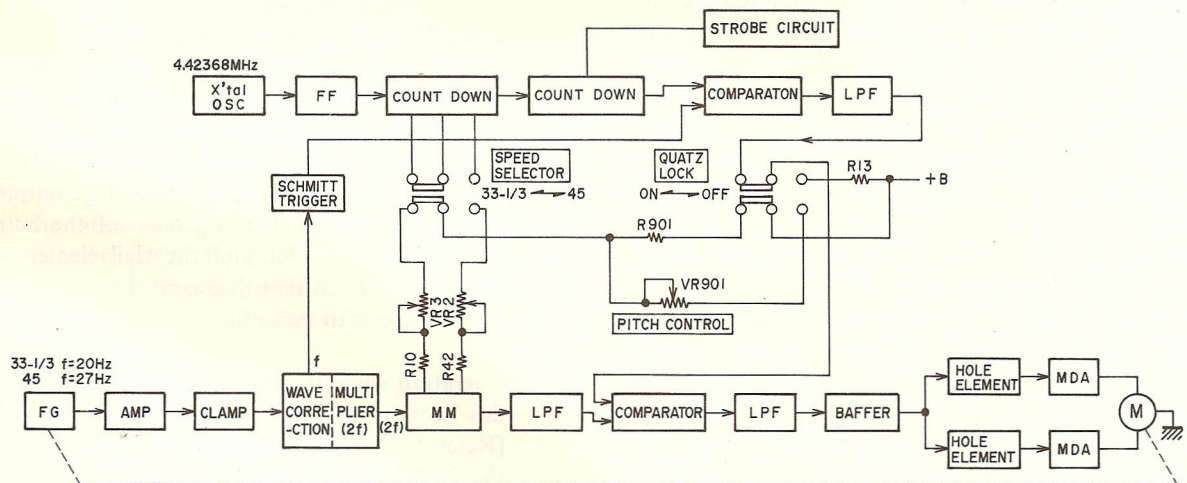 STROBE CIRCUIT
4.42368MHz
X'tal
OSC
FF
COUNT DOWN
COUNT DOWN
COMPARATON
LPF
SCHMITT
TRIGGER
SPEED
SELECTOR
33-1/3 45
QUATZ
LOCK
ON OFF
R13
+B
R901
VR901
PITCH CONTROL
VR3
VR2
R10
R42
f
33-1/3 f=20Hz
45 f=27Hz
FG
AMP
CLAMP
WAVE
CORRE
-CTION
MULTI
PLIER
(2f)
(2f)
MM
LPF
COMPARATOR
LPF
BAFFER
HOLE
ELEMENT
MDA
M
HOLE
ELEMENT
MDA